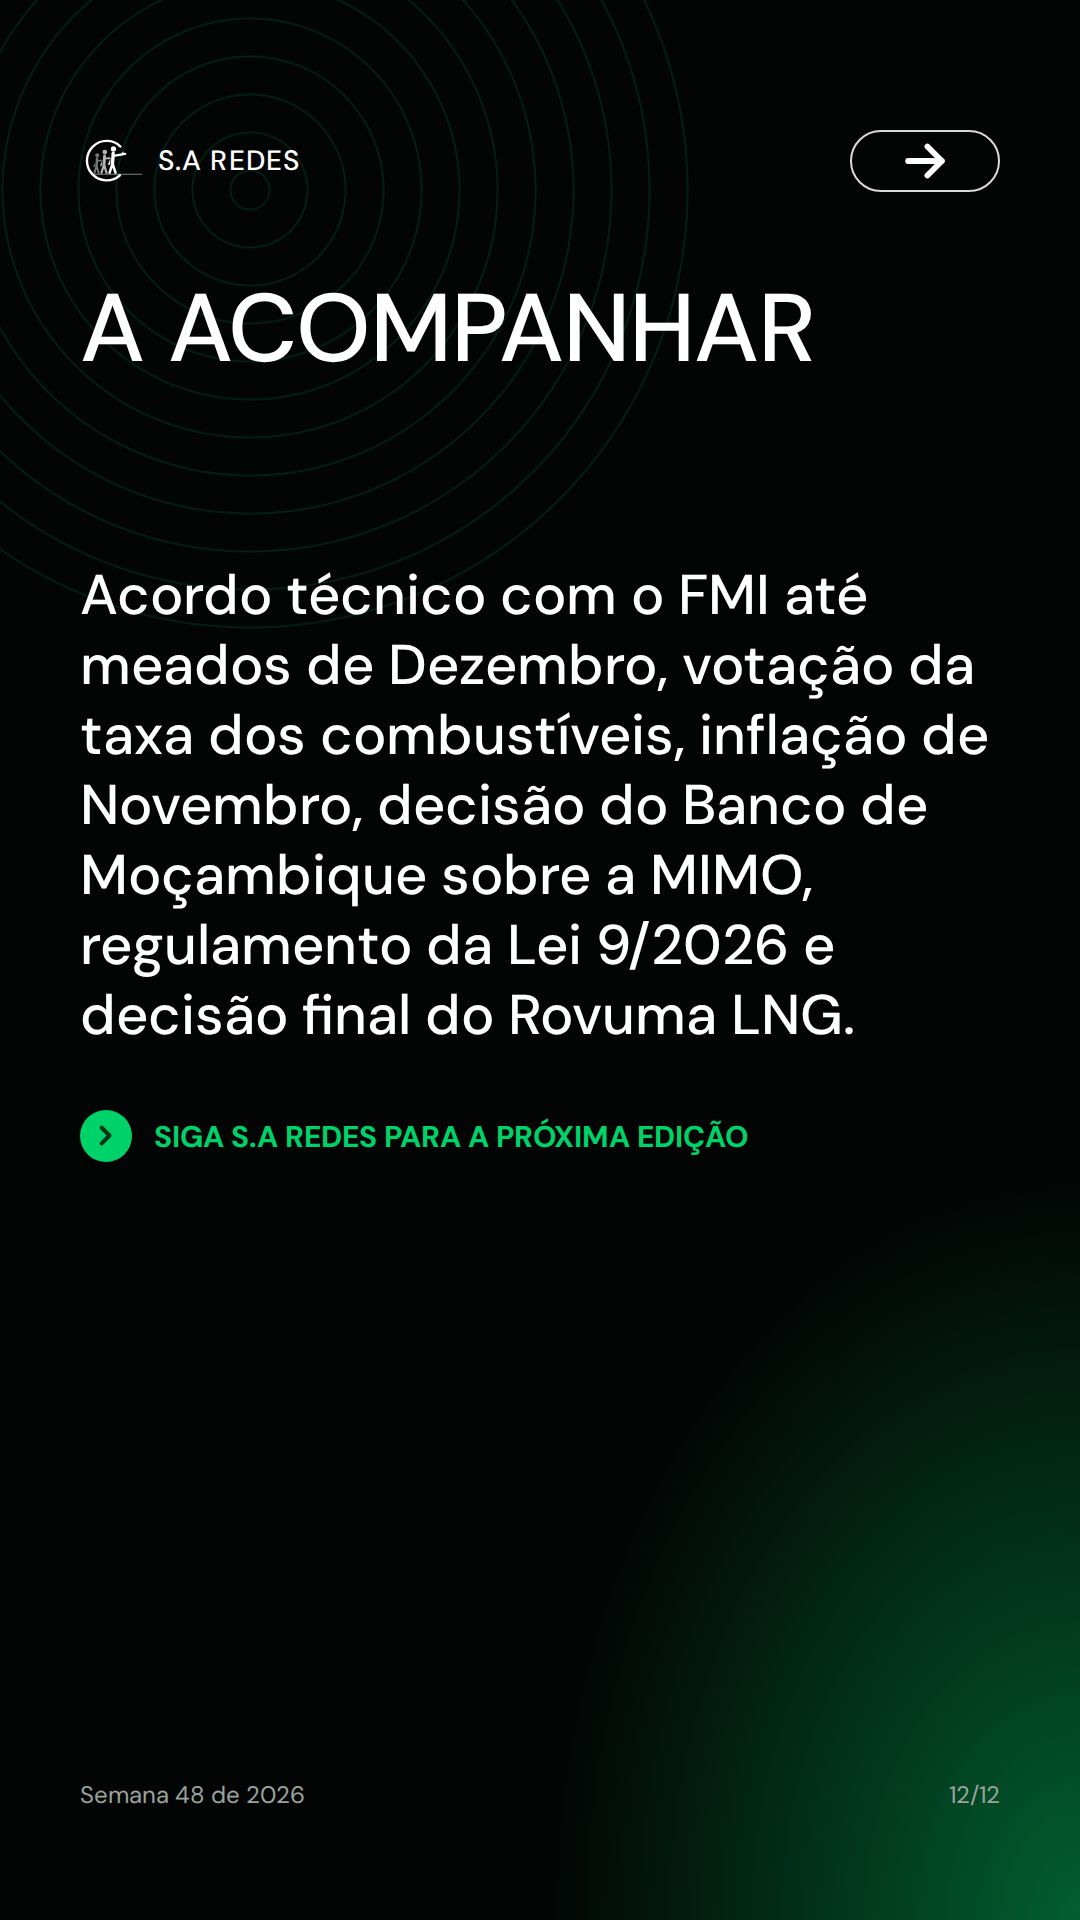 S.A REDES
A ACOMPANHAR
Acordo técnico com o FMI até
meados de Dezembro, votação da
taxa dos combustíveis, inflação de
Novembro, decisão do Banco de
Moçambique sobre a MIMO,
regulamento da Lei 9/2026 e
decisão final do Rovuma LNG.
SIGA S.A REDES PARA A PRÓXIMA EDIÇÃO
Semana 48 de 2026
12/12